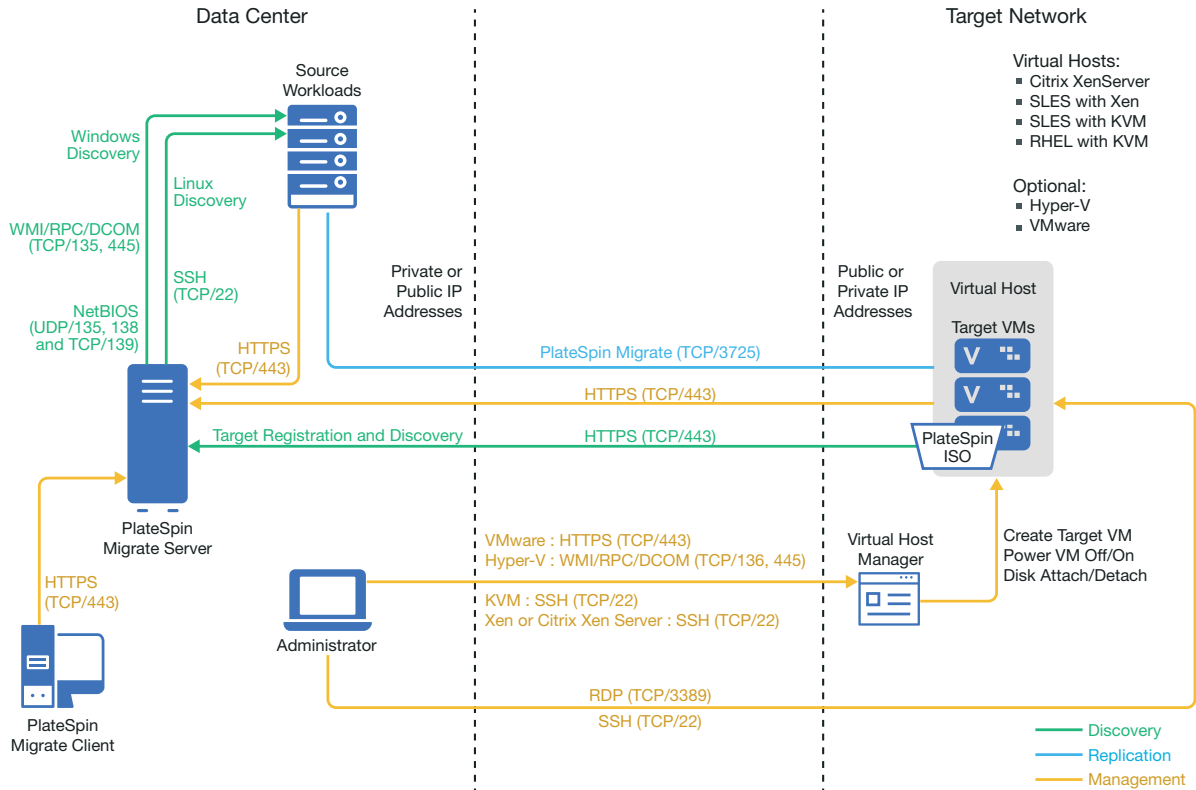 Data Center
Target Network
Source
Workloads
Virtual Hosts:
Citrix XenServer
SLES with Xen
SLES with KVM
RHEL with KVM
Optional:
Hyper-V
VMware
Windows
Discovery
Linux
Discovery
WMI/RPC/DCOM
(TCP/135, 445)
SSH
(TCP/22)
NetBIOS
(UDP/135, 138
and TCP/139)
HTTPS
(TCP/443)
Private or
Public IP
Addresses
Public or
Private IP
Addresses
Virtual Host
Target VMs
V
V
PlateSpin
ISO
PlateSpin Migrate (TCP/3725)
HTTPS (TCP/443)
Target Registration and Discovery
HTTPS (TCP/443)
PlateSpin
Migrate Server
HTTPS
(TCP/443)
PlateSpin
Migrate Client
Administrator
VMware : HTTPS (TCP/443)
Hyper-V : WMI/RPC/DCOM (TCP/136, 445)
KVM : SSH (TCP/22)
Xen or Citrix Xen Server : SSH (TCP/22)
Virtual Host
Manager
Create Target VM
Power VM Off/On
Disk Attach/Detach
RDP (TCP/3389)
SSH (TCP/22)
Discovery
Replication
Management